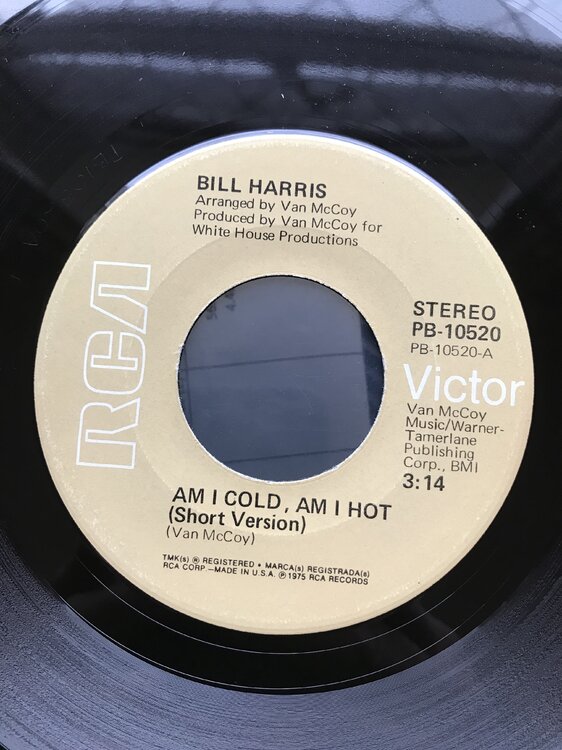 BILL HARRIS
Arranged by Van McCoy
Produced by Van McCoy for
White House Productions
RCA
STEREO
PB-10520
PB-10520-A
Victor
Van McCoy
Music/Warner-
Tamerlane
Publishing
Corp., BMI
3:14
AM I COLD, AM I HOT
(Short Version)
(Van McCoy)
TMK(s) ® REGISTERED • MARCA(s) REGISTRADA(s)
RCA CORP.—MADE IN U.S.A. ℗ 1975 RCA RECORDS